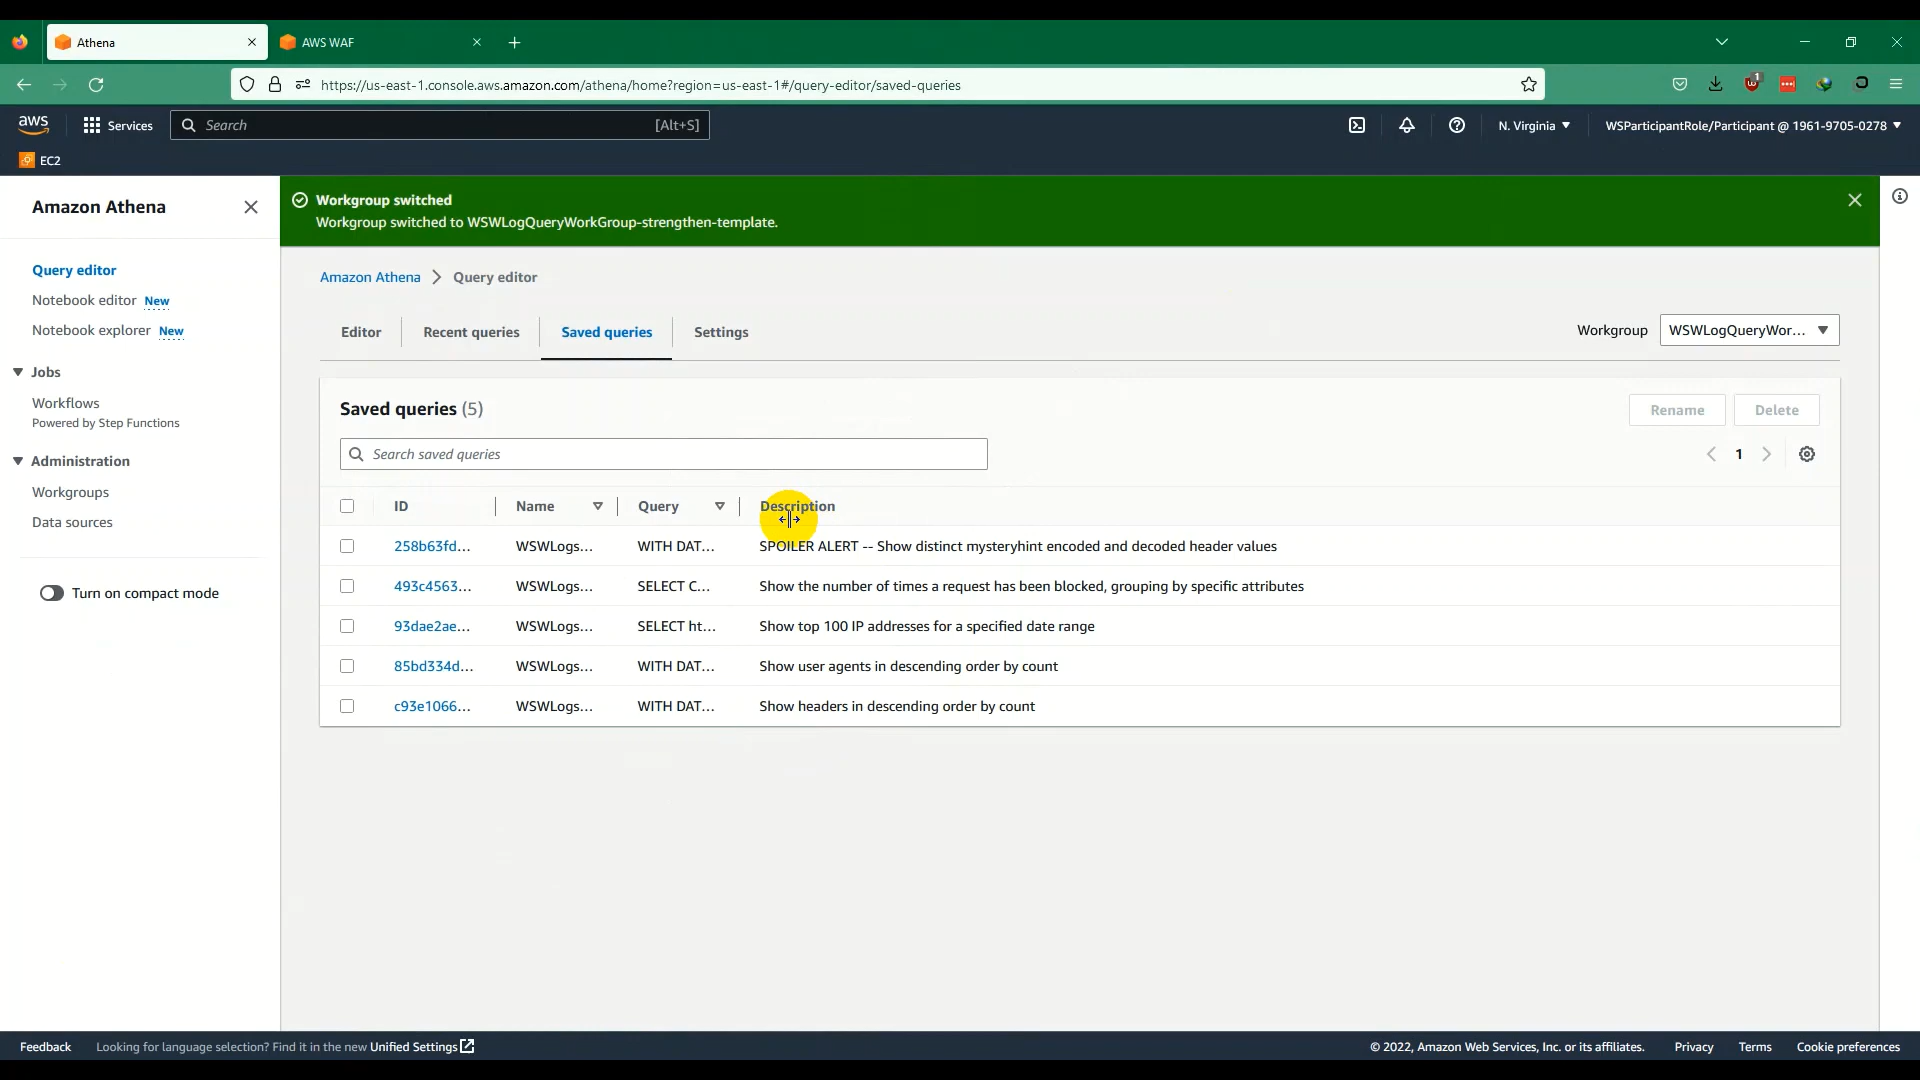 Athena
AWS WAF
https://us-east-1.console.aws.amazon.com/athena/home?region=us-east-1#/query-editor/saved-queries
1
aws
Services
Search
[Alt+S]
N. Virginia
WSParticipantRole/Participant @ 1961-9705-0278
EC2
Amazon Athena
Query editor
Notebook editor New
Notebook explorer New
Jobs
Workflows
Powered by Step Functions
Administration
Workgroups
Data sources
Turn on compact mode
Workgroup switched
Workgroup switched to WSWLogQueryWorkGroup-strengthen-template.
Amazon Athena > Query editor
Editor
Recent queries
Saved queries
Settings
Workgroup
WSWLogQueryWor...
Saved queries (5)
Rename
Delete
Search saved queries
1
ID Name Query Description
258b63fd... WSWLogs... WITH DAT... SPOILER ALERT -- Show distinct mysteryhint encoded and decoded header values
493c4563... WSWLogs... SELECT C... Show the number of times a request has been blocked, grouping by specific attributes
93dae2ae... WSWLogs... SELECT ht... Show top 100 IP addresses for a specified date range
85bd334d... WSWLogs... WITH DAT... Show user agents in descending order by count
c93e1066... WSWLogs... WITH DAT... Show headers in descending order by count
Feedback
Looking for language selection? Find it in the new Unified Settings
© 2022, Amazon Web Services, Inc. or its affiliates.
Privacy
Terms
Cookie preferences